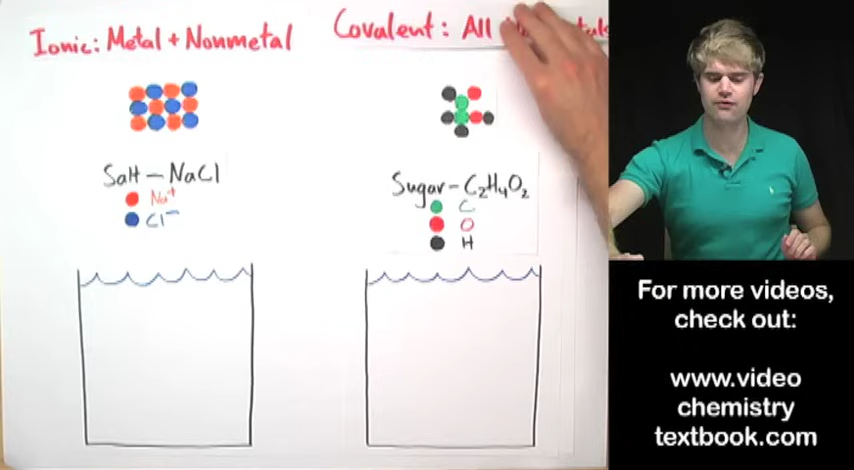 Ionic: Metal + Nonmetal
Covalent: All
Salt – NaCl
Na⁺
Cl⁻
Sugar – C₂H₄O₂
C
O
H
For more videos,
check out:
www.video
chemistry
textbook.com